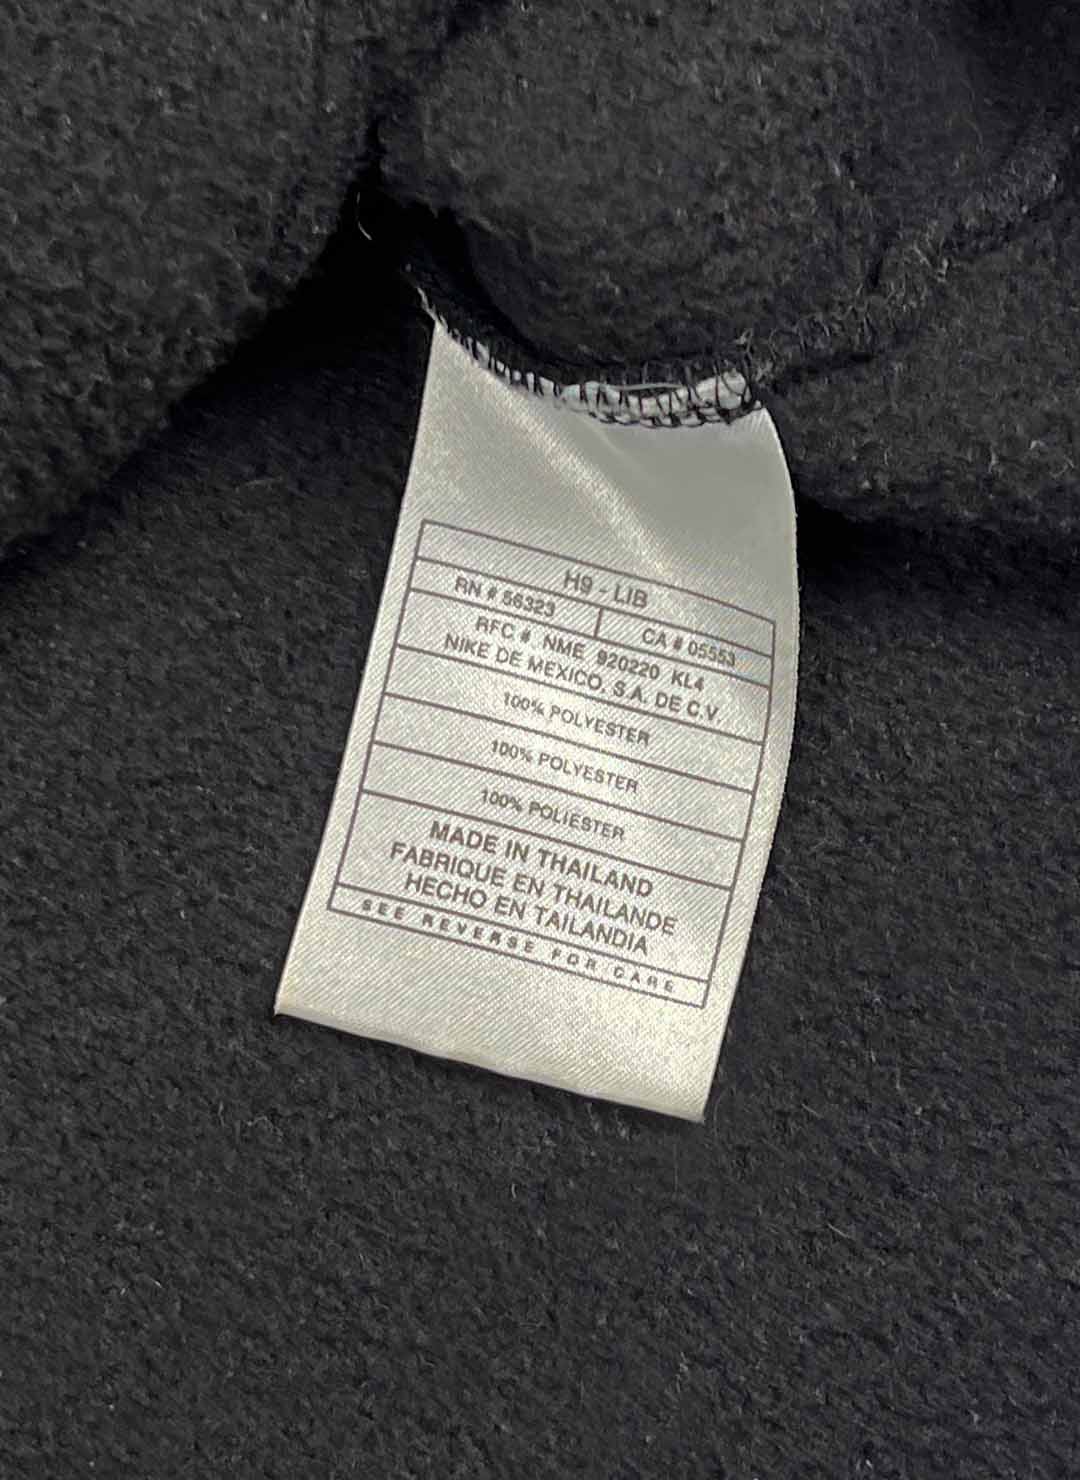 H9 - LIB
RN # 56323 CA # 05553
RFC # NME 920220 KL4
NIKE DE MEXICO, S.A. DE C.V.
100% POLYESTER
100% POLYESTER
100% POLIESTER
MADE IN THAILAND
FABRIQUE EN THAILANDE
HECHO EN TAILANDIA
SEE REVERSE FOR CARE